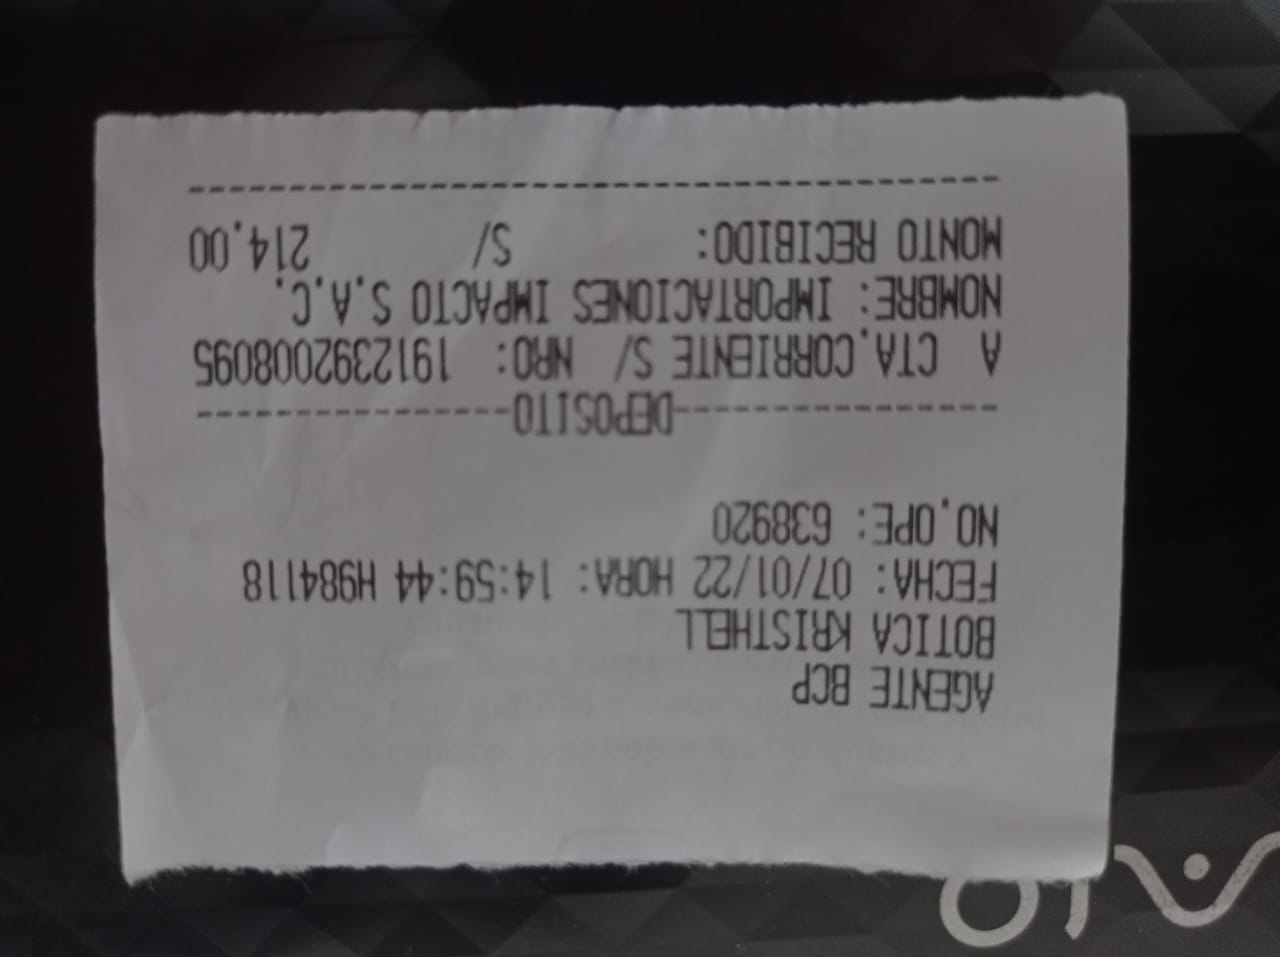 AGENTE BCP
BOTICA KRISTHELL
FECHA: 07/01/22 HORA: 14:59:44 H984118
NO.OPE: 638920
----------------DEPOSITO----------------
A CTA.CORRIENTE S/ NRO: 1912392008095
NOMBRE: IMPORTACIONES IMPACTO S.A.C.
MONTO RECIBIDO: S/ 214.00
----------------------------------------